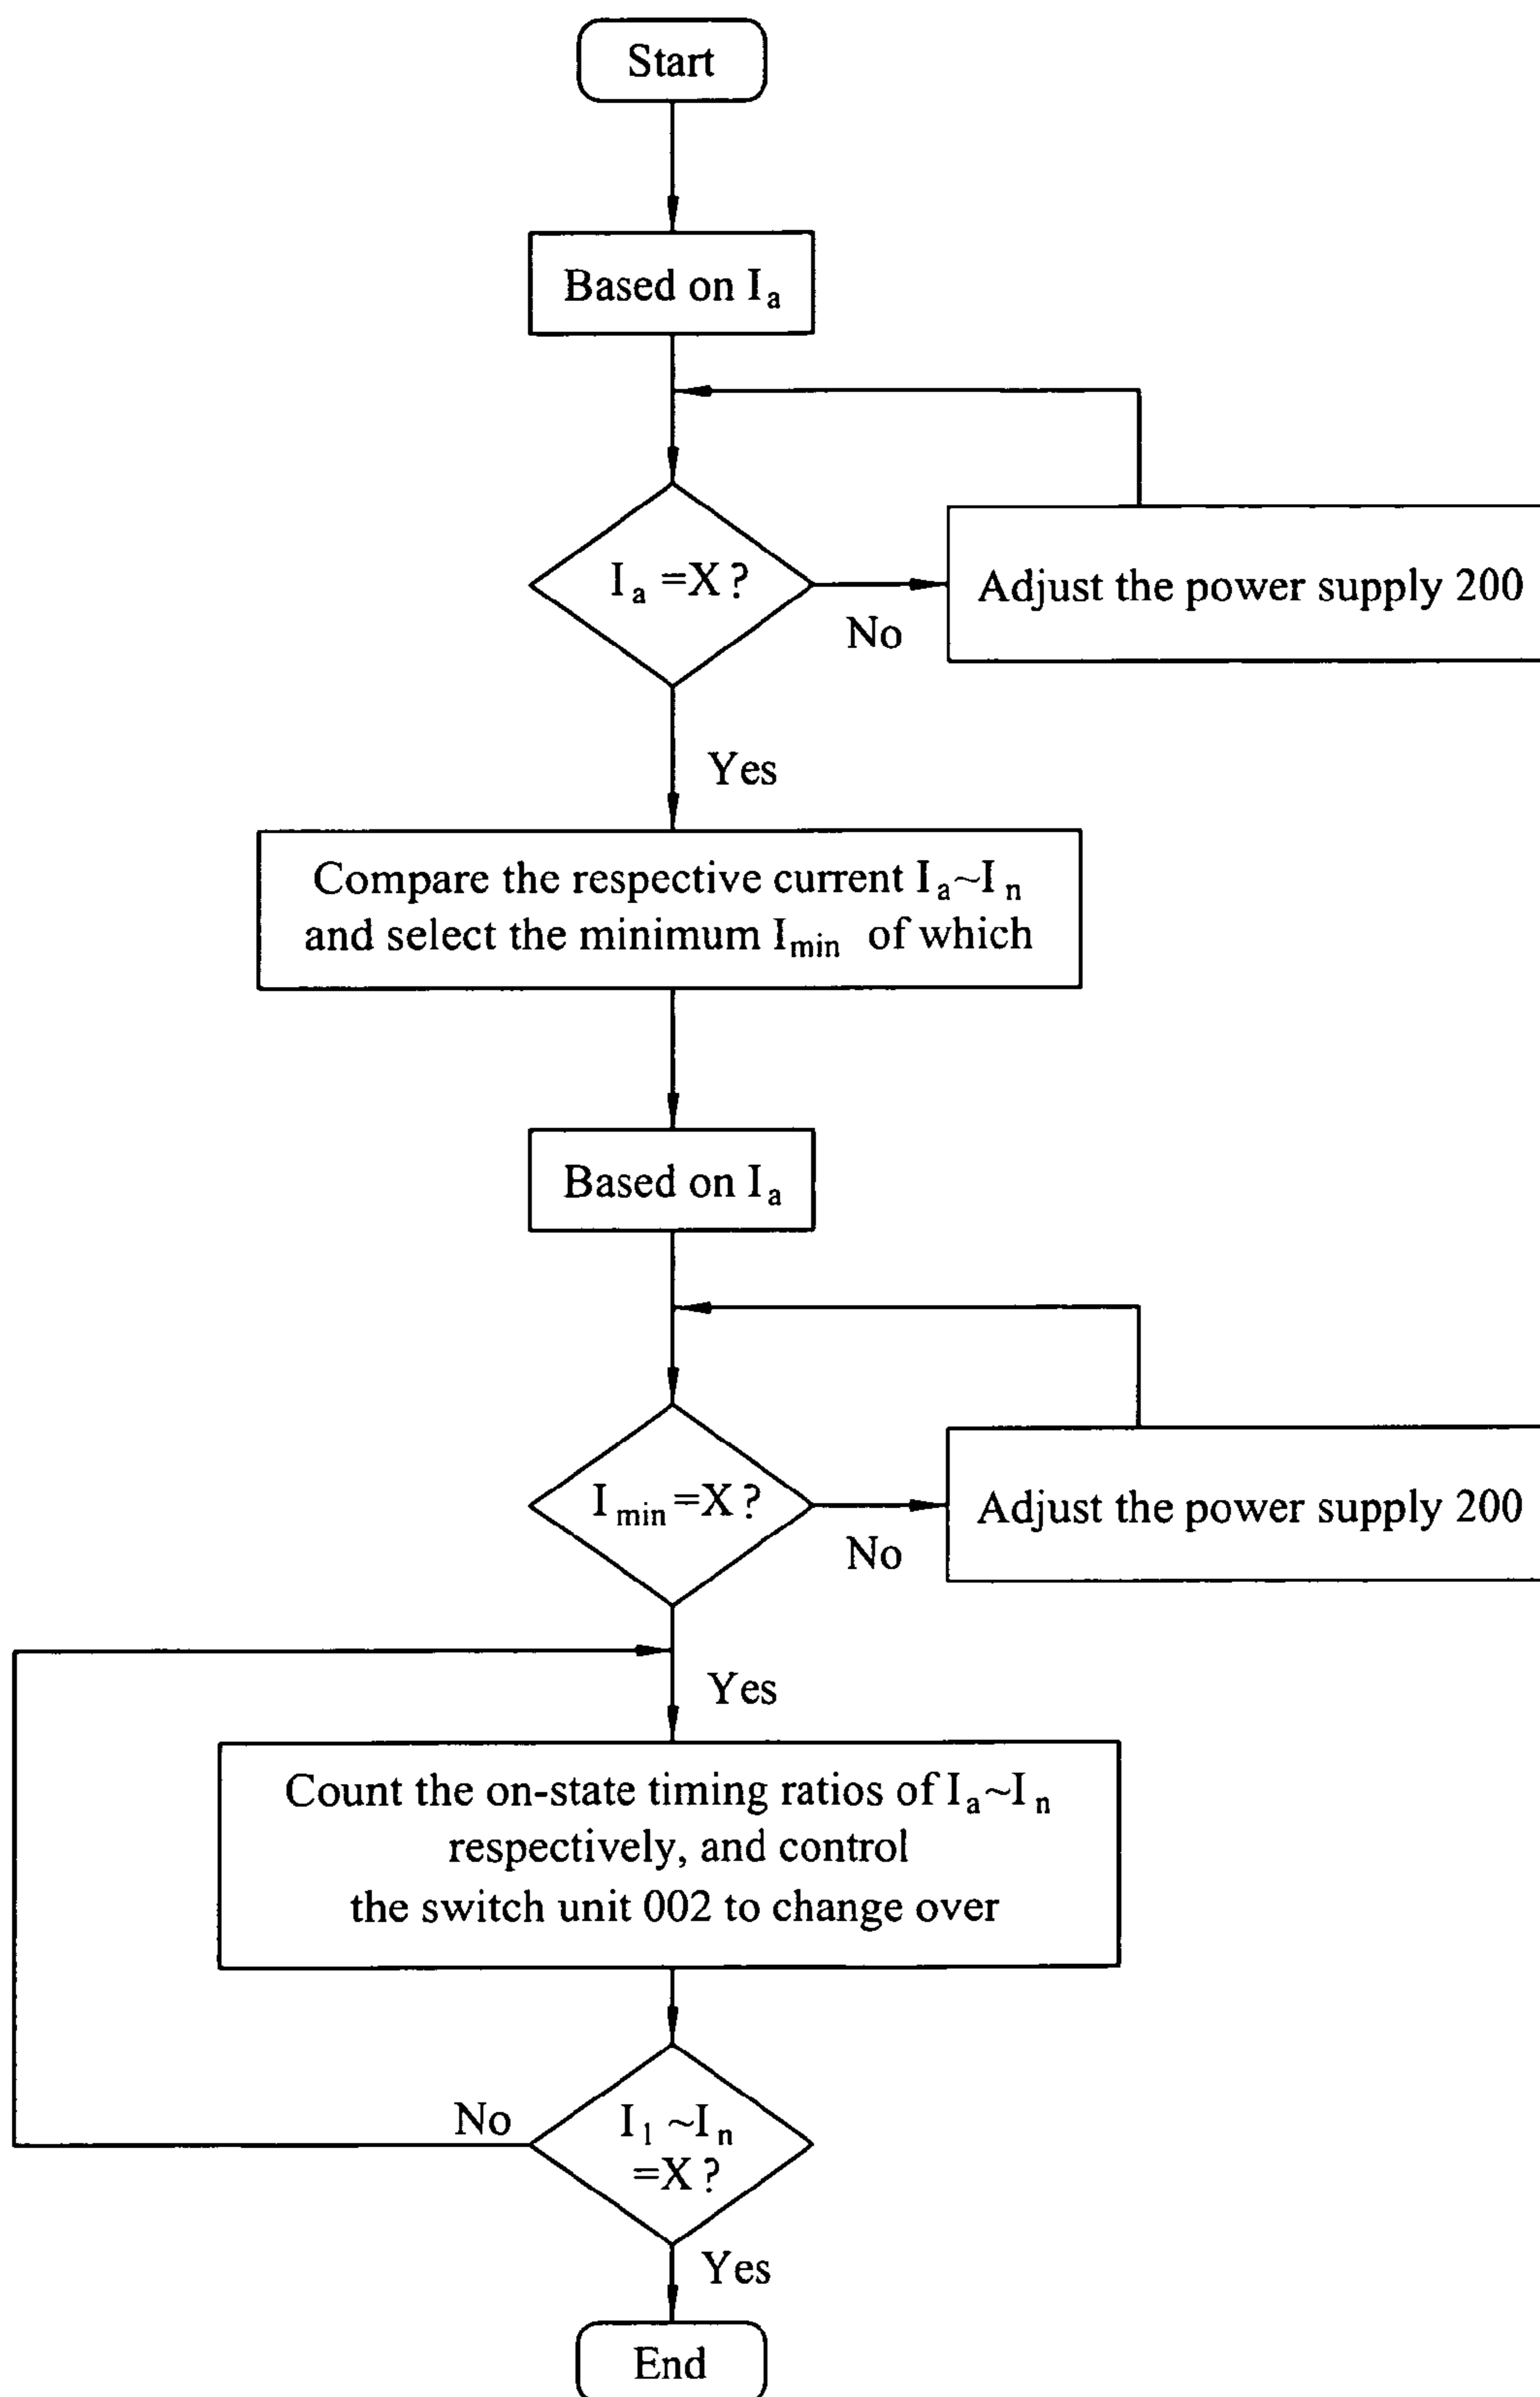 Start
Based on Iₐ
Iₐ =X ?
No
Adjust the power supply 200
Yes
Compare the respective current Iₐ~Iₙ
and select the minimum Iₘᵢₙ of which
Based on Iₐ
Iₘᵢₙ =X ?
No
Adjust the power supply 200
Yes
Count the on-state timing ratios of Iₐ~Iₙ
respectively, and control
the switch unit 002 to change over
No
I₁ ~Iₙ
=X ?
Yes
End